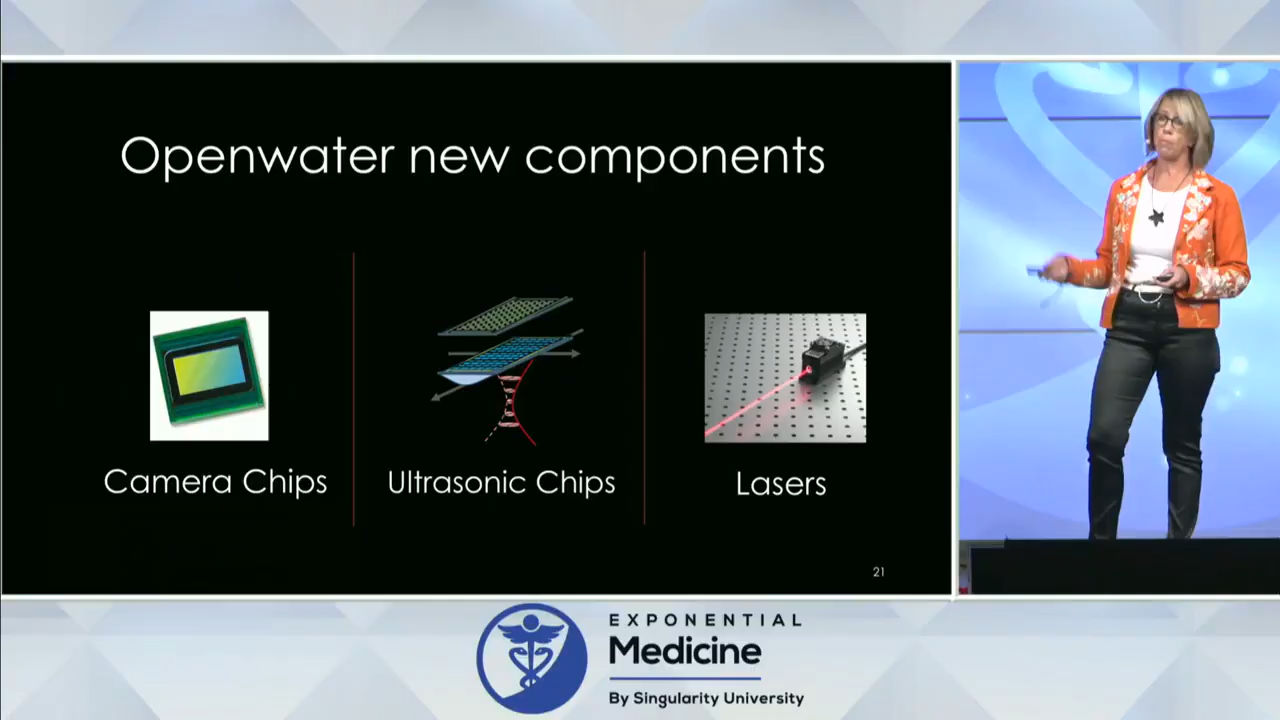 Openwater new components
Camera Chips
Ultrasonic Chips
Lasers
21
EXPONENTIAL
Medicine
By Singularity University